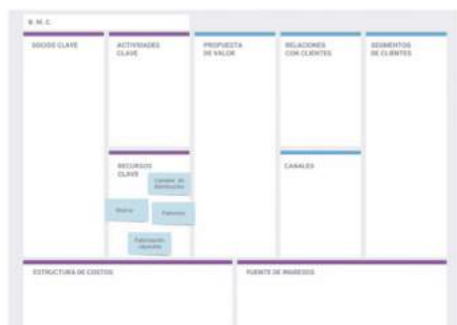 B. M. C.
SOCIOS CLAVE
ACTIVIDADES
CLAVE
PROPUESTA
DE VALOR
RELACIONES
CON CLIENTES
SEGMENTOS
DE CLIENTES
RECURSOS
CLAVE
Canales de
distribución
Marca
Patentes
Fabricación
CANALES
ESTRUCTURA DE COSTOS
FUENTE DE INGRESOS